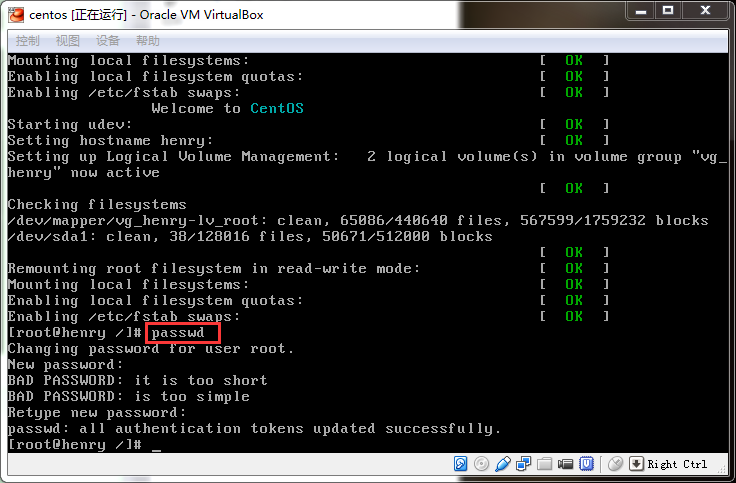 centos [正在运行] - Oracle VM VirtualBox
控制 视图 设备 帮助
Mounting local filesystems: [ OK ]
Enabling local filesystem quotas: [ OK ]
Enabling /etc/fstab swaps: [ OK ]
Welcome to CentOS
Starting udev: [ OK ]
Setting hostname henry: [ OK ]
Setting up Logical Volume Management: 2 logical volume(s) in volume group "vg_
henry" now active
[ OK ]
Checking filesystems
/dev/mapper/vg_henry-lv_root: clean, 65086/440640 files, 567599/1759232 blocks
/dev/sda1: clean, 38/128016 files, 50671/512000 blocks
[ OK ]
Remounting root filesystem in read-write mode: [ OK ]
Mounting local filesystems: [ OK ]
Enabling local filesystem quotas: [ OK ]
Enabling /etc/fstab swaps: [ OK ]
[root@henry /]# passwd
Changing password for user root.
New password:
BAD PASSWORD: it is too short
BAD PASSWORD: is too simple
Retype new password:
passwd: all authentication tokens updated successfully.
[root@henry /]# _
Right Ctrl